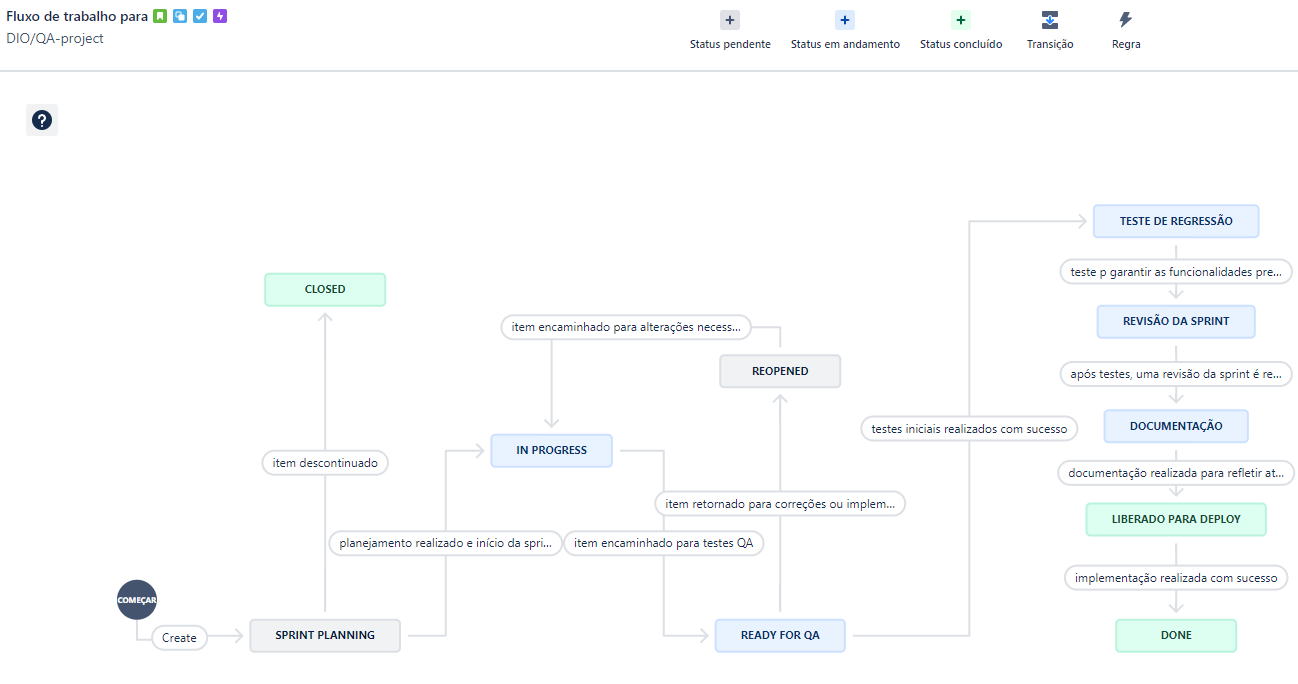 Fluxo de trabalho para
DIO/QA-project
Status pendente
Status em andamento
Status concluído
Transição
Regra
?
TESTE DE REGRESSÃO
teste p garantir as funcionalidades pre...
CLOSED
REVISÃO DA SPRINT
item encaminhado para alterações necess...
REOPENED
após testes, uma revisão da sprint é re...
testes iniciais realizados com sucesso
DOCUMENTAÇÃO
IN PROGRESS
item descontinuado
documentação realizada para refletir at...
item retornado para correções ou implem...
LIBERADO PARA DEPLOY
planejamento realizado e início da spri...
item encaminhado para testes QA
implementação realizada com sucesso
COMEÇAR
Create
SPRINT PLANNING
READY FOR QA
DONE